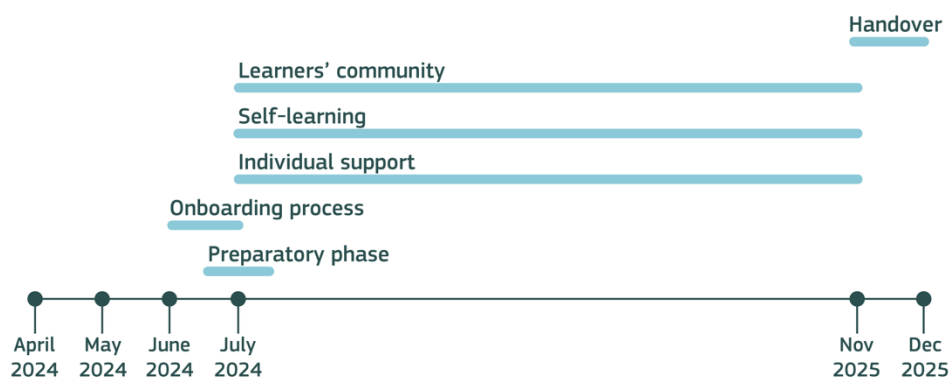 Handover
Learners’ community
Self-learning
Individual support
Onboarding process
Preparatory phase
April May June July Nov Dec
2024 2024 2024 2024 2025 2025